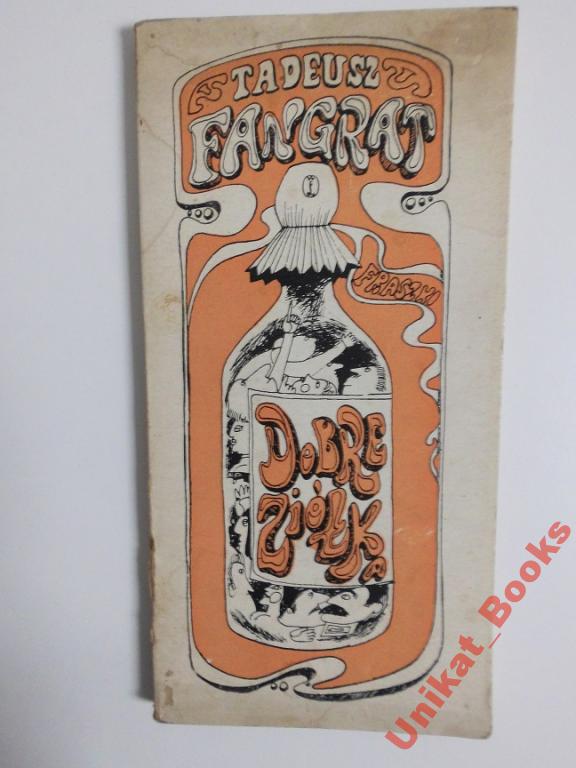 TADEUSZ
FANGRAT
FRASZKI
DOBRE
ZIÓŁKA
Unikat_Books